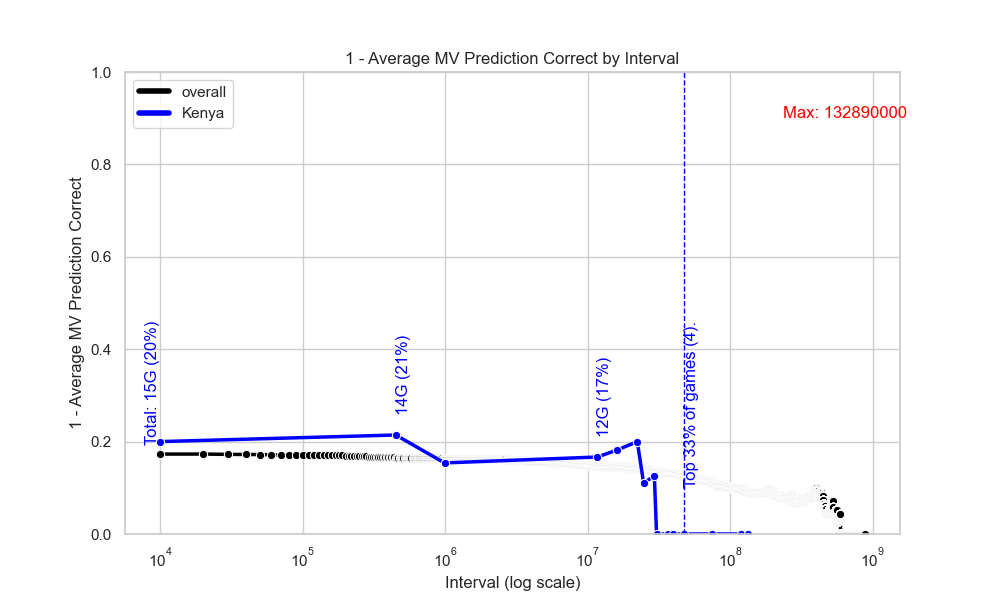 1 - Average MV Prediction Correct by Interval
overall
Kenya
Max: 132890000
1 - Average MV Prediction Correct
1.0
0.8
0.6
0.4
0.2
0.0
Total: 15G (20%)
14G (21%)
12G (17%)
Top 33% of games (4).
10^4
10^5
10^6
10^7
10^8
10^9
Interval (log scale)